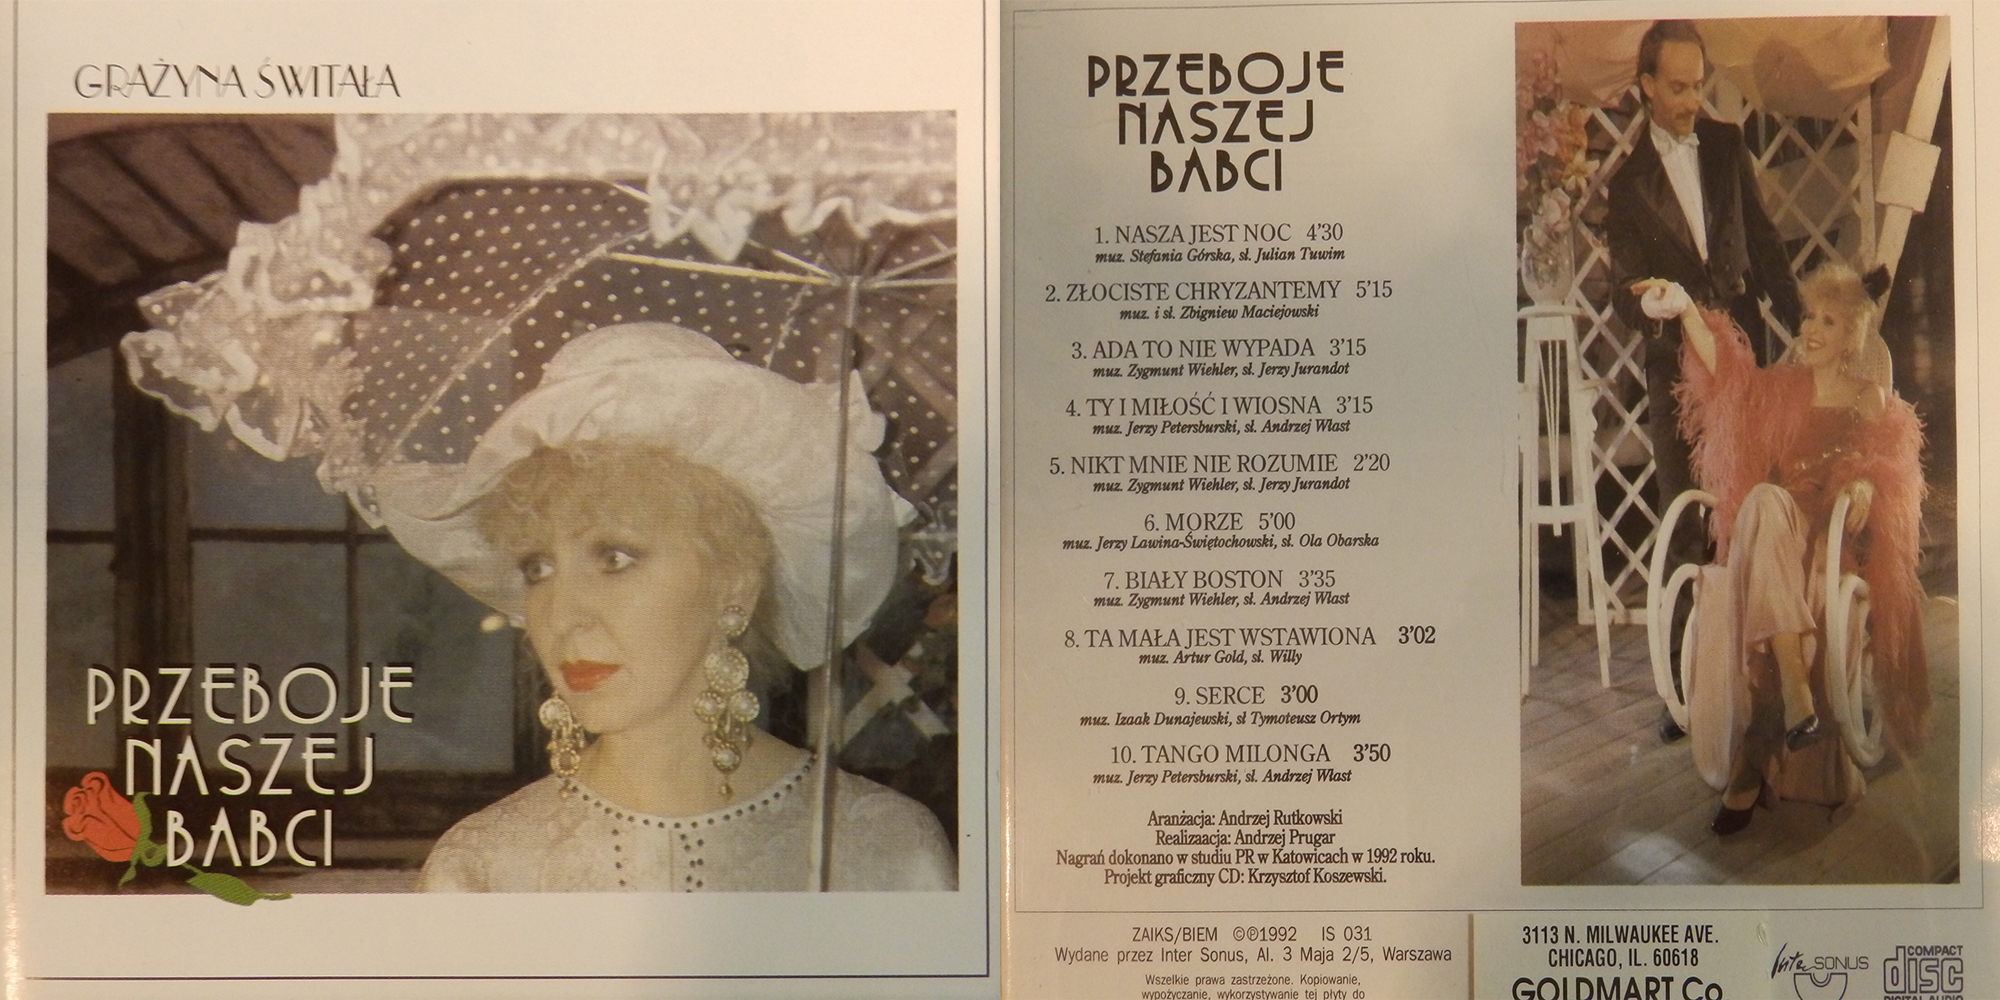 GRAŻYNA ŚWITAŁA
PRZEBOJE
NASZEJ
BABCI
PRZEBOJE
NASZEJ
BABCI
1. NASZA JEST NOC 4'30
muz. Stefania Górska, sł. Julian Tuwim
2. ZŁOCISTE CHRYZANTEMY 5'15
muz. i sł. Zbigniew Maciejowski
3. ADA TO NIE WYPADA 3'15
muz. Zygmunt Wiehler, sł. Jerzy Jurandot
4. TY I MIŁOŚĆ I WIOSNA 3'15
muz. Jerzy Petersburski, sł. Andrzej Włast
5. NIKT MNIE NIE ROZUMIE 2'20
muz. Zygmunt Wiehler, sł. Jerzy Jurandot
6. MORZE 5'00
muz. Jerzy Lawina-Świętochowski, sł. Ola Obarska
7. BIAŁY BOSTON 3'35
muz. Zygmunt Wiehler, sł. Andrzej Włast
8. TA MAŁA JEST WSTAWIONA 3'02
muz. Artur Gold, sł. Willy
9. SERCE 3'00
muz. Izaak Dunajewski, sł Tymoteusz Ortym
10. TANGO MILONGA 3'50
muz. Jerzy Petersburski, sł. Andrzej Włast
Aranżacja: Andrzej Rutkowski
Realizaacja: Andrzej Prugar
Nagrań dokonano w studiu PR w Katowicach w 1992 roku.
Projekt graficzny CD: Krzysztof Koszewski.
ZAIKS/BIEM ©℗1992 IS 031
Wydane przez Inter Sonus, Al. 3 Maja 2/5, Warszawa
Wszelkie prawa zastrzeżone. Kopiowanie,
wypożyczanie, wykorzystywanie tej płyty do
3113 N. MILWAUKEE AVE.
CHICAGO, IL. 60618
GOLDMART Co
Inter SONUS
COMPACT
disc
DIGITAL AUDIO